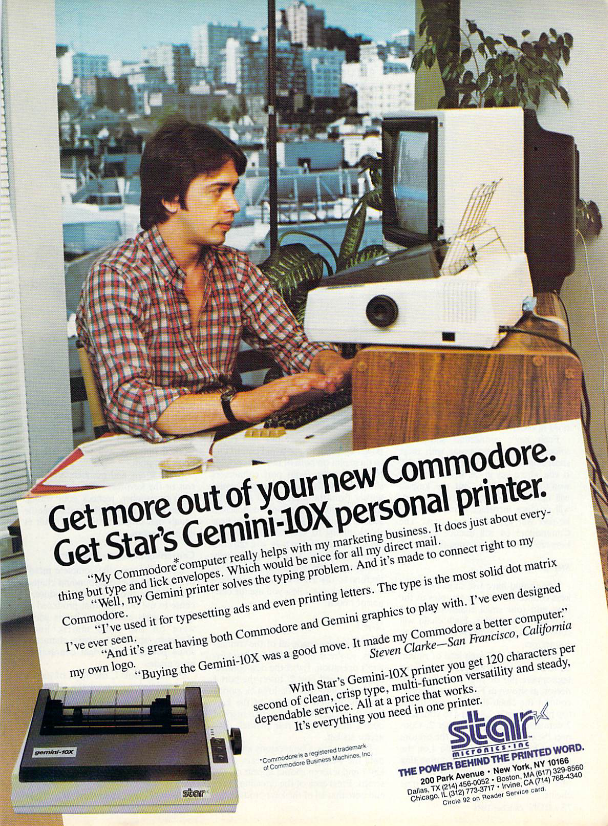 Get more out of your new Commodore.
Get Star's Gemini-10X personal printer.
"My Commodore* computer really helps with my marketing business. It does just about every-
thing but type and lick envelopes. Which would be nice for all my direct mail.
"Well, my Gemini printer solves the typing problem. And it's made to connect right to my
Commodore.
"I've used it for typesetting ads and even printing letters. The type is the most solid dot matrix
I've ever seen.
"And it's great having both Commodore and Gemini graphics to play with. I've even designed
my own logo.
"Buying the Gemini-10X was a good move. It made my Commodore a better computer."
Steven Clarke—San Francisco, California
With Star's Gemini-10X printer you get 120 characters per
second of clean, crisp type, multi-function versatility and steady,
dependable service. All at a price that works.
It's everything you need in one printer.
gemini-10X
star
*Commodore is a registered trademark
of Commodore Business Machines, Inc.
star
micronics·inc
THE POWER BEHIND THE PRINTED WORD.
200 Park Avenue • New York, NY 10166
Dallas, TX (214) 456-0052 • Boston, MA (617) 329-8560
Chicago, IL (312) 773-3717 • Irvine, CA (714) 768-4340
Circle 92 on Reader Service card.